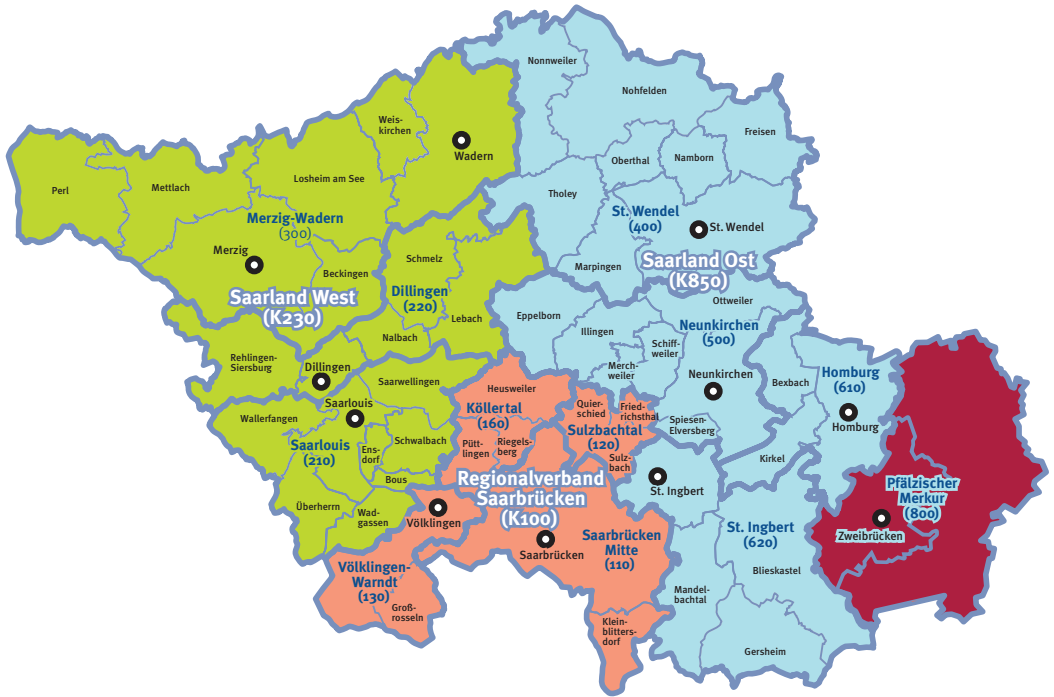 Nonnweiler
Nohfelden
Weis-
kirchen
Freisen
Wadern
Oberthal
Namborn
Perl
Mettlach
Losheim am See
Tholey
Merzig-Wadern
(300)
St. Wendel
(400)
St. Wendel
Merzig
Schmelz
Marpingen
Saarland Ost
(K850)
Beckingen
Saarland West
(K230)
Dillingen
(220)
Ottweiler
Eppelborn
Lebach
Illingen
Neunkirchen
(500)
Nalbach
Schiff-
weiler
Rehlingen-
Siersburg
Dillingen
Merch-
weiler
Neunkirchen
Bexbach
Homburg
(610)
Saarwellingen
Heusweiler
Saarlouis
Köllertal
(160)
Quier-
schied
Fried-
richsthal
Wallerfangen
Sulzbachtal
(120)
Spiesen-
Elversberg
Homburg
Saarlouis
(210)
Schwalbach
Ens-
dorf
Pütt-
lingen
Riegels-
berg
Sulz-
bach
Kirkel
Bous
Regionalverband
Saarbrücken
(K100)
St. Ingbert
Pfälzischer
Merkur
(800)
Überherrn
Wad-
gassen
Völklingen
Saarbrücken
Saarbrücken
Mitte
(110)
St. Ingbert
(620)
Zweibrücken
Völklingen-
Warndt
(130)
Blieskastel
Groß-
rosseln
Mandel-
bachtal
Klein-
blitters-
dorf
Gersheim